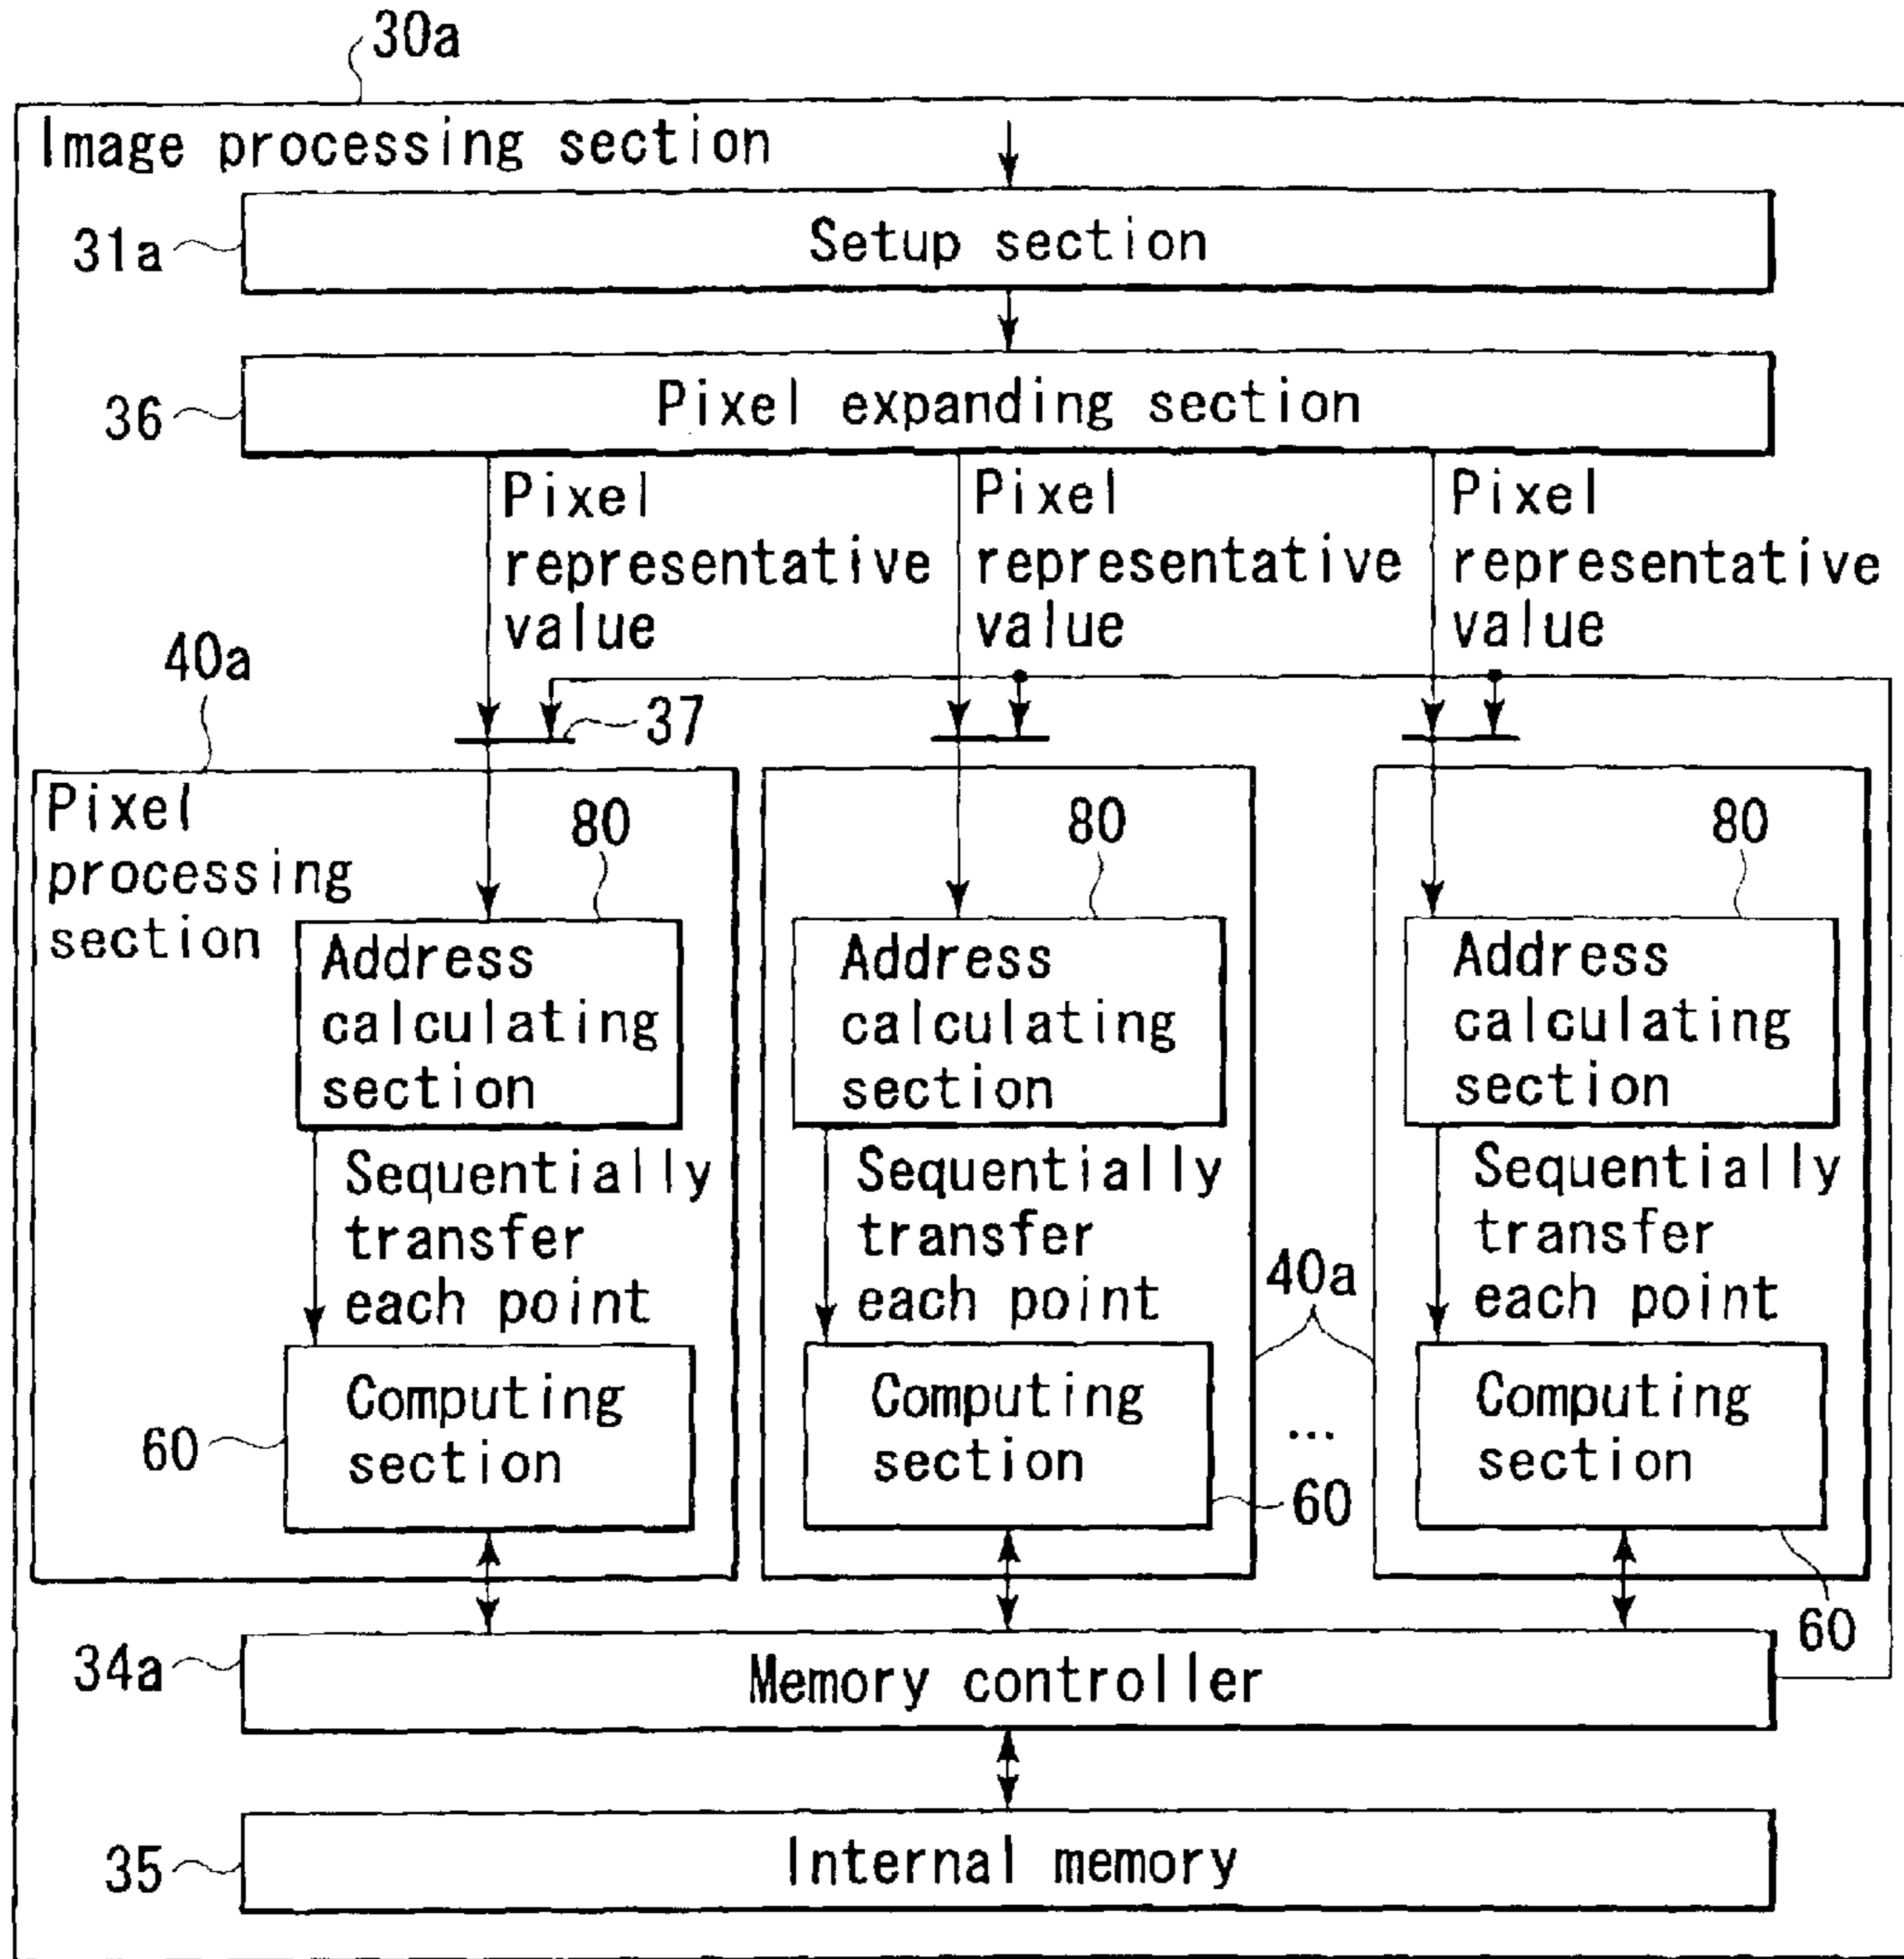 30a
Image processing section
31a
Setup section
36
Pixel expanding section
Pixel
representative
value
Pixel
representative
value
Pixel
representative
value
40a
37
Pixel
processing
section
80
Address
calculating
section
Sequentially
transfer
each point
60
Computing
section
80
Address
calculating
section
Sequentially
transfer
each point
Computing
section
60
40a
...
80
Address
calculating
section
Sequentially
transfer
each point
Computing
section
60
34a
Memory controller
35
Internal memory